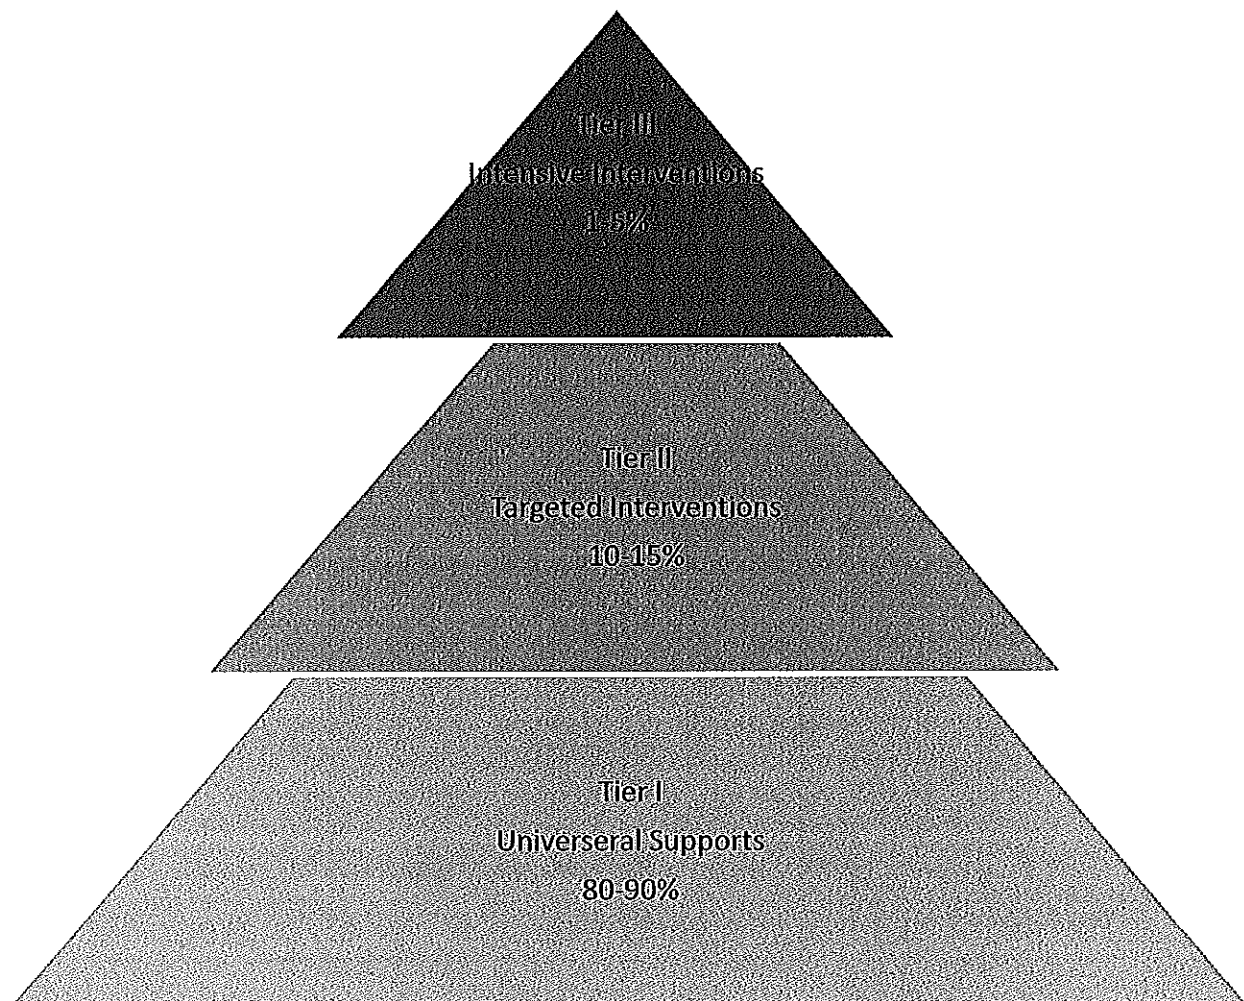 Tier III
Intensive Interventions
1-5%
Tier II
Targeted Interventions
10-15%
Tier I
Universeral Supports
80-90%